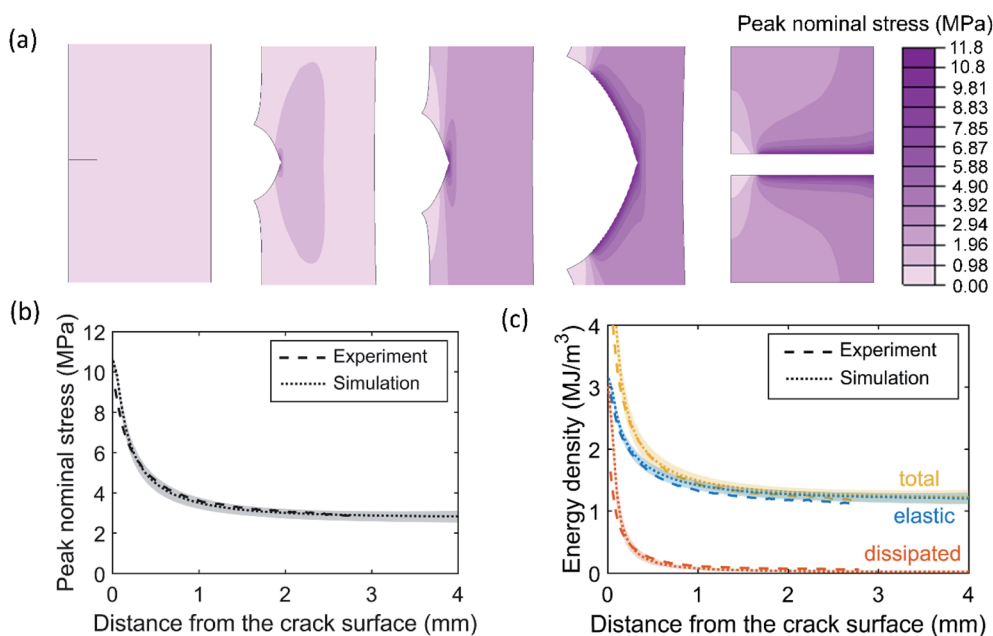 (a)
Peak nominal stress (MPa)
11.8
10.8
9.81
8.83
7.85
6.87
5.88
4.90
3.92
2.94
1.96
0.98
0.00
(b)
Peak nominal stress (MPa)
12
10
8
6
4
2
0
Experiment
Simulation
0 1 2 3 4
Distance from the crack surface (mm)
(c)
Energy density (MJ/m³)
4
3
2
1
0
Experiment
Simulation
total
elastic
dissipated
0 1 2 3 4
Distance from the crack surface (mm)